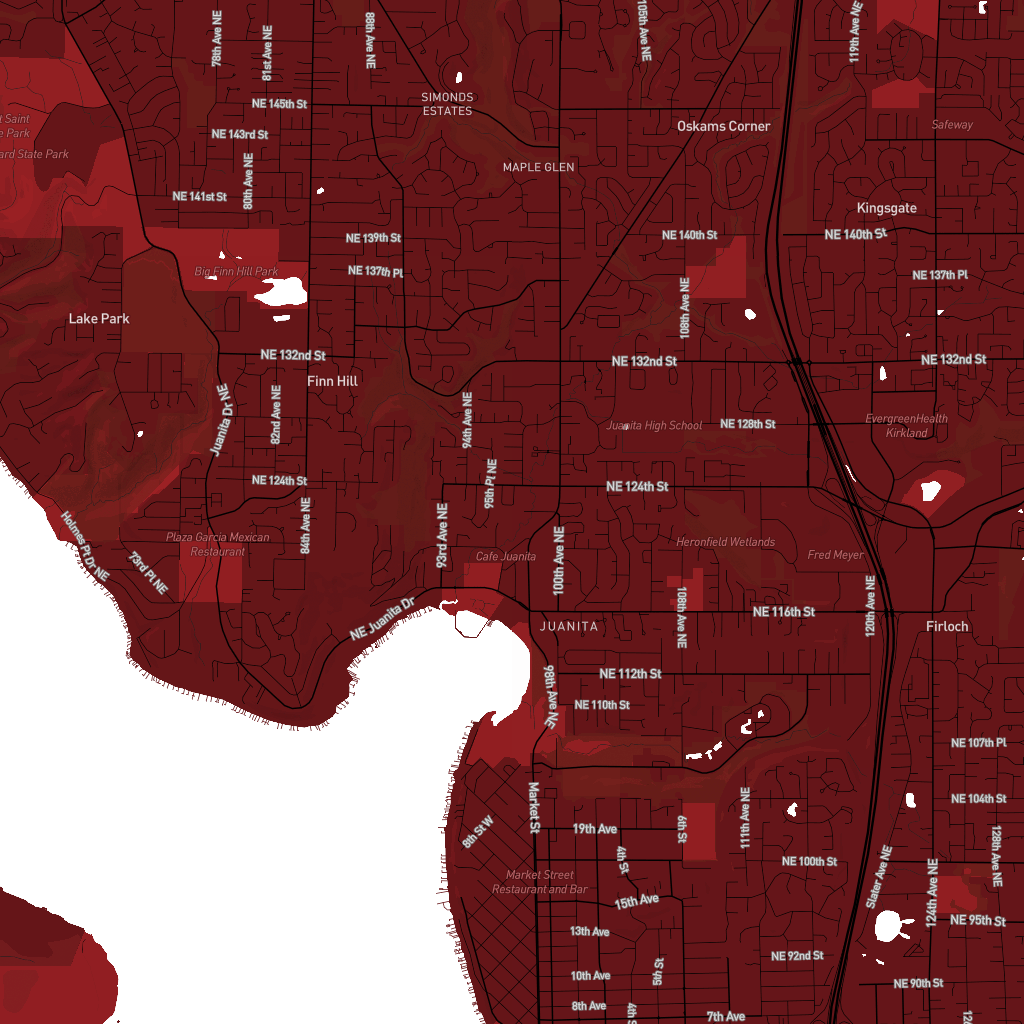 78th Ave NE
81st Ave NE
88th Ave NE
105th Ave NE
119th Ave NE
SIMONDS
ESTATES
NE 145th St
NE 143rd St
Oskams Corner
Safeway
t Saint
e Park
ard State Park
MAPLE GLEN
80th Ave NE
NE 141st St
Kingsgate
NE 139th St
NE 140th St
NE 140th St
Big Finn Hill Park
NE 137th Pl
NE 137th Pl
108th Ave NE
Lake Park
NE 132nd St
NE 132nd St
NE 132nd St
Finn Hill
Juanita Dr NE
82nd Ave NE
94th Ave NE
Juanita High School
NE 128th St
EvergreenHealth
Kirkland
NE 124th St
95th Pl NE
NE 124th St
Holmes Pt Dr NE
73rd Pl NE
Plaza Garcia Mexican
Restaurant
84th Ave NE
93rd Ave NE
Cafe Juanita
100th Ave NE
Heronfield Wetlands
Fred Meyer
NE Juanita Dr
JUANITA
108th Ave NE
NE 116th St
120th Ave NE
Firloch
NE 112th St
98th Ave NE
NE 110th St
NE 107th Pl
Market St
8th St W
19th Ave
6th St
111th Ave NE
NE 104th St
4th St
NE 100th St
128th Ave NE
Market Street
Restaurant and Bar
15th Ave
Slater Ave NE
124th Ave NE
NE 95th St
13th Ave
10th Ave
5th St
NE 92nd St
NE 90th St
8th Ave
4th S
7th Ave
12